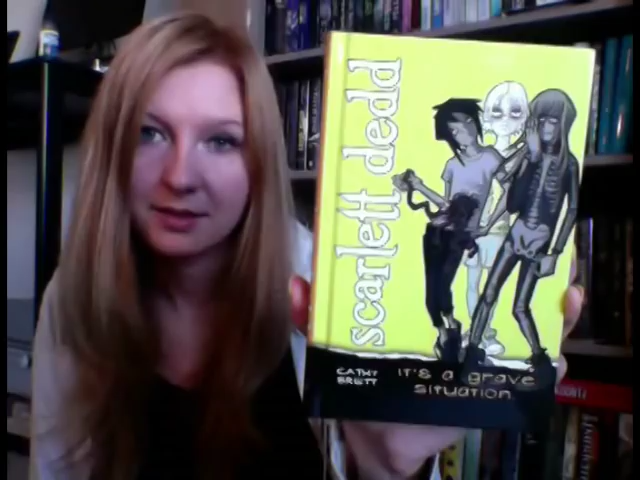 scarlett dedd
CATHY
BRETT
IT'S A grave
situation